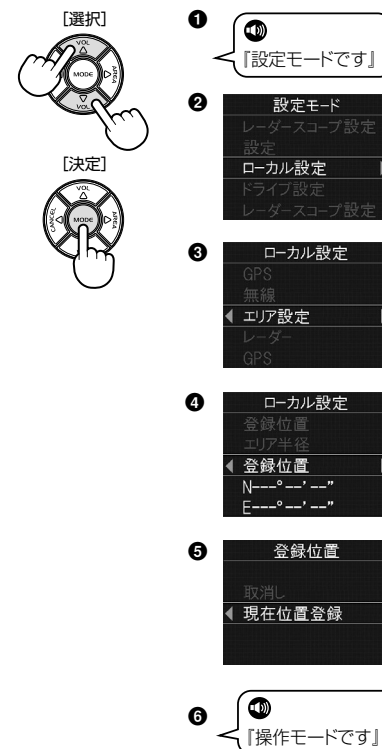 [選択]
VOL
MODE
AREA
VOL
[決定]
VOL
CANCEL
MODE
AREA
❶
『設定モードです』
❷
設定モード
レーダースコープ設定
設定
ローカル設定
ドライブ設定
レーダースコープ設定
❸
ローカル設定
GPS
無線
エリア設定
レーダー
GPS
❹
ローカル設定
登録位置
エリア半径
登録位置
N---°--’--”
E---°--’--”
❺
登録位置
取消し
現在位置登録
❻
『操作モードです』